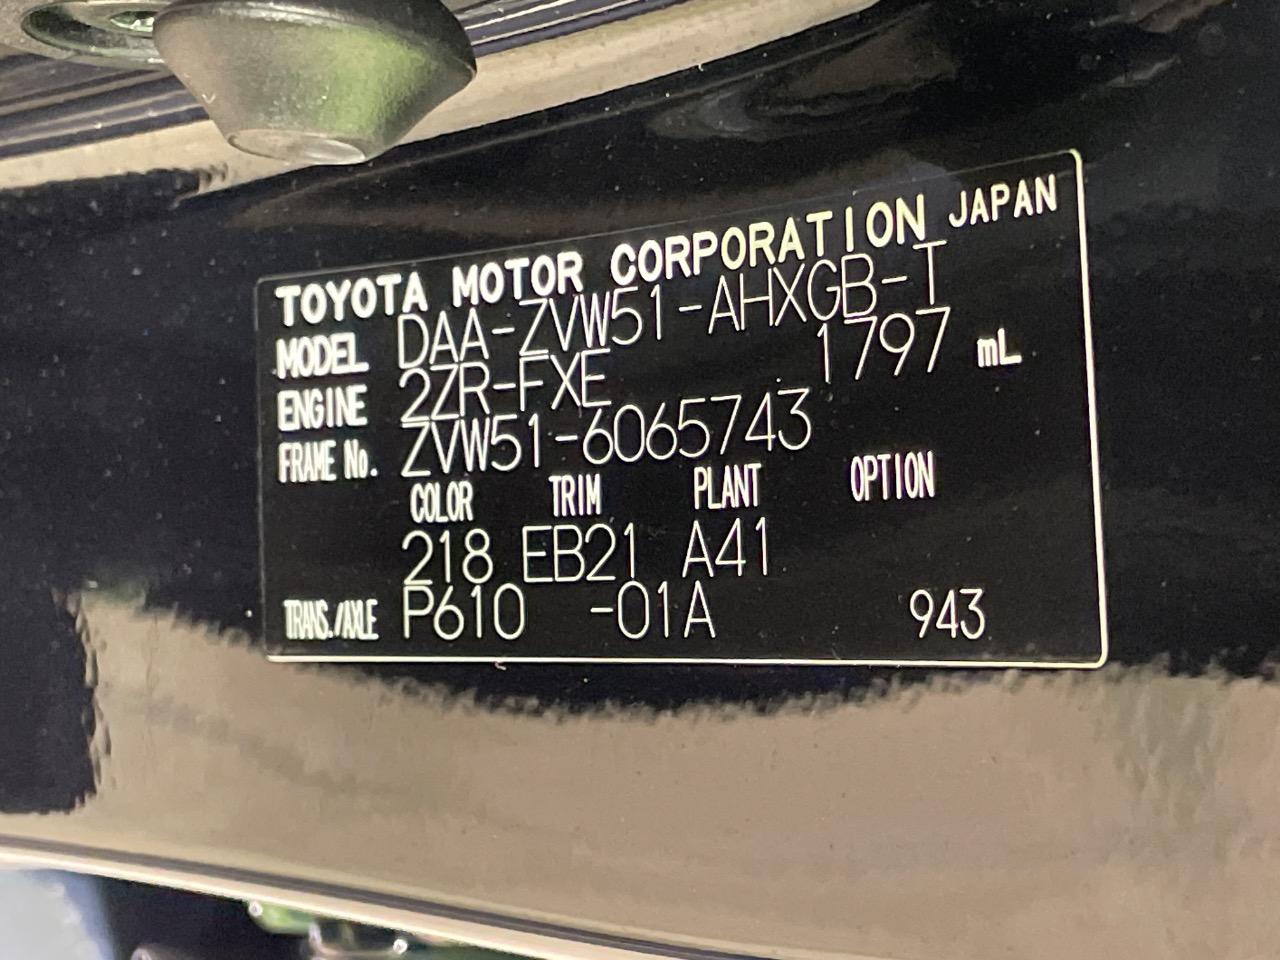 TOYOTA MOTOR CORPORATION JAPAN
MODEL DAA-ZVW51-AHXGB-T
ENGINE 2ZR-FXE 1797 mL
FRAME No. ZVW51-6065743
COLOR TRIM PLANT OPTION
218 EB21 A41
TRANS./AXLE P610 -01A 943